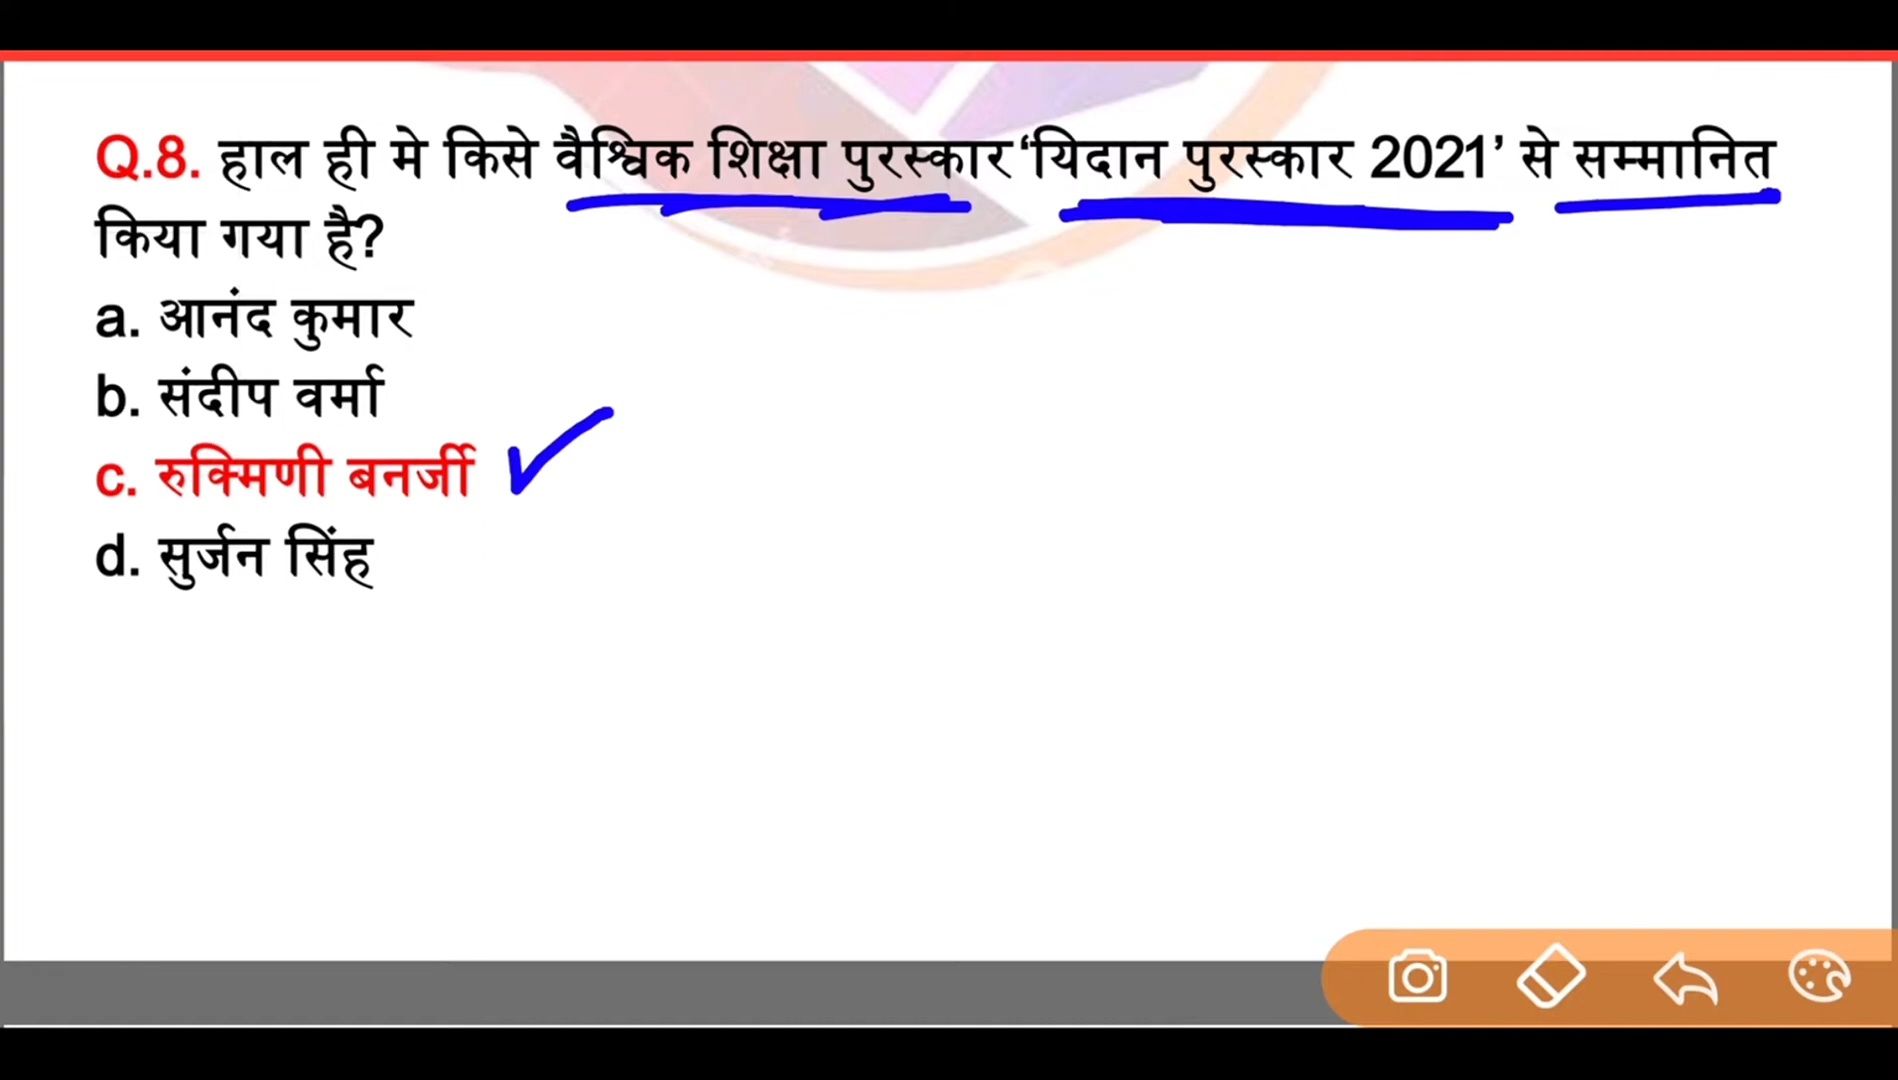 Q.8. हाल ही मे किसे वैश्विक शिक्षा पुरस्कार ‘यिदान पुरस्कार 2021’ से सम्मानित
किया गया है?
a. आनंद कुमार
b. संदीप वर्मा
c. रुक्मिणी बनर्जी
d. सुर्जन सिंह